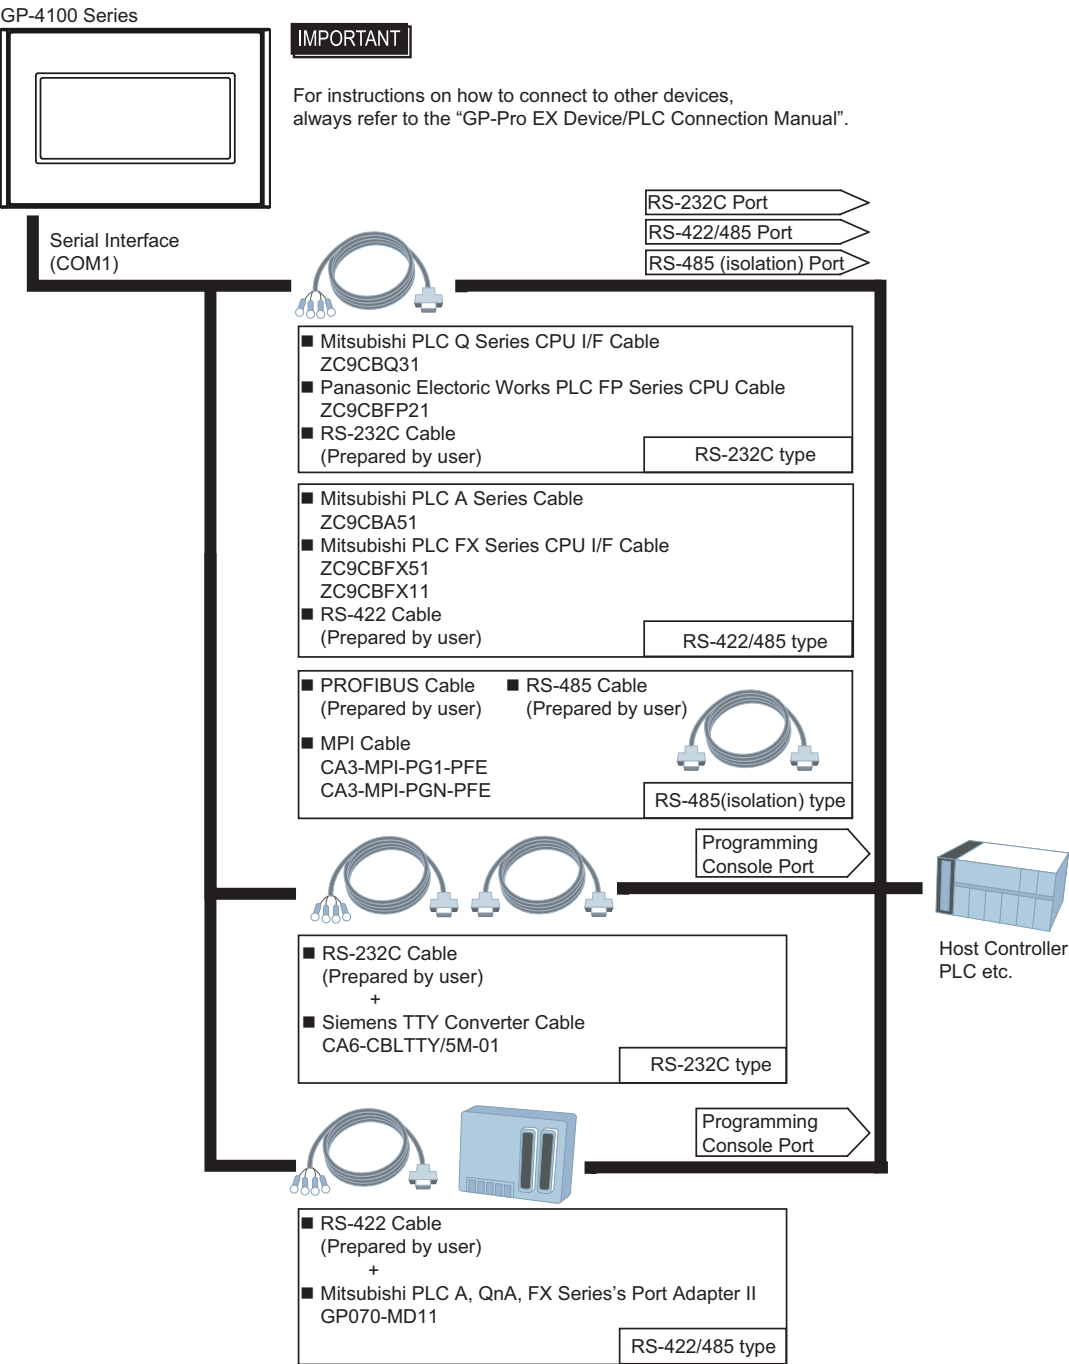 GP-4100 Series
IMPORTANT
For instructions on how to connect to other devices,
always refer to the “GP-Pro EX Device/PLC Connection Manual”.
RS-232C Port
RS-422/485 Port
RS-485 (isolation) Port
Serial Interface
(COM1)
■ Mitsubishi PLC Q Series CPU I/F Cable
ZC9CBQ31
■ Panasonic Electoric Works PLC FP Series CPU Cable
ZC9CBFP21
■ RS-232C Cable
(Prepared by user)
RS-232C type
■ Mitsubishi PLC A Series Cable
ZC9CBA51
■ Mitsubishi PLC FX Series CPU I/F Cable
ZC9CBFX51
ZC9CBFX11
■ RS-422 Cable
(Prepared by user)
RS-422/485 type
■ PROFIBUS Cable
(Prepared by user)
■ RS-485 Cable
(Prepared by user)
■ MPI Cable
CA3-MPI-PG1-PFE
CA3-MPI-PGN-PFE
RS-485(isolation) type
Programming
Console Port
Host Controller
PLC etc.
■ RS-232C Cable
(Prepared by user)
+
■ Siemens TTY Converter Cable
CA6-CBLTTY/5M-01
RS-232C type
Programming
Console Port
■ RS-422 Cable
(Prepared by user)
+
■ Mitsubishi PLC A, QnA, FX Series’s Port Adapter II
GP070-MD11
RS-422/485 type